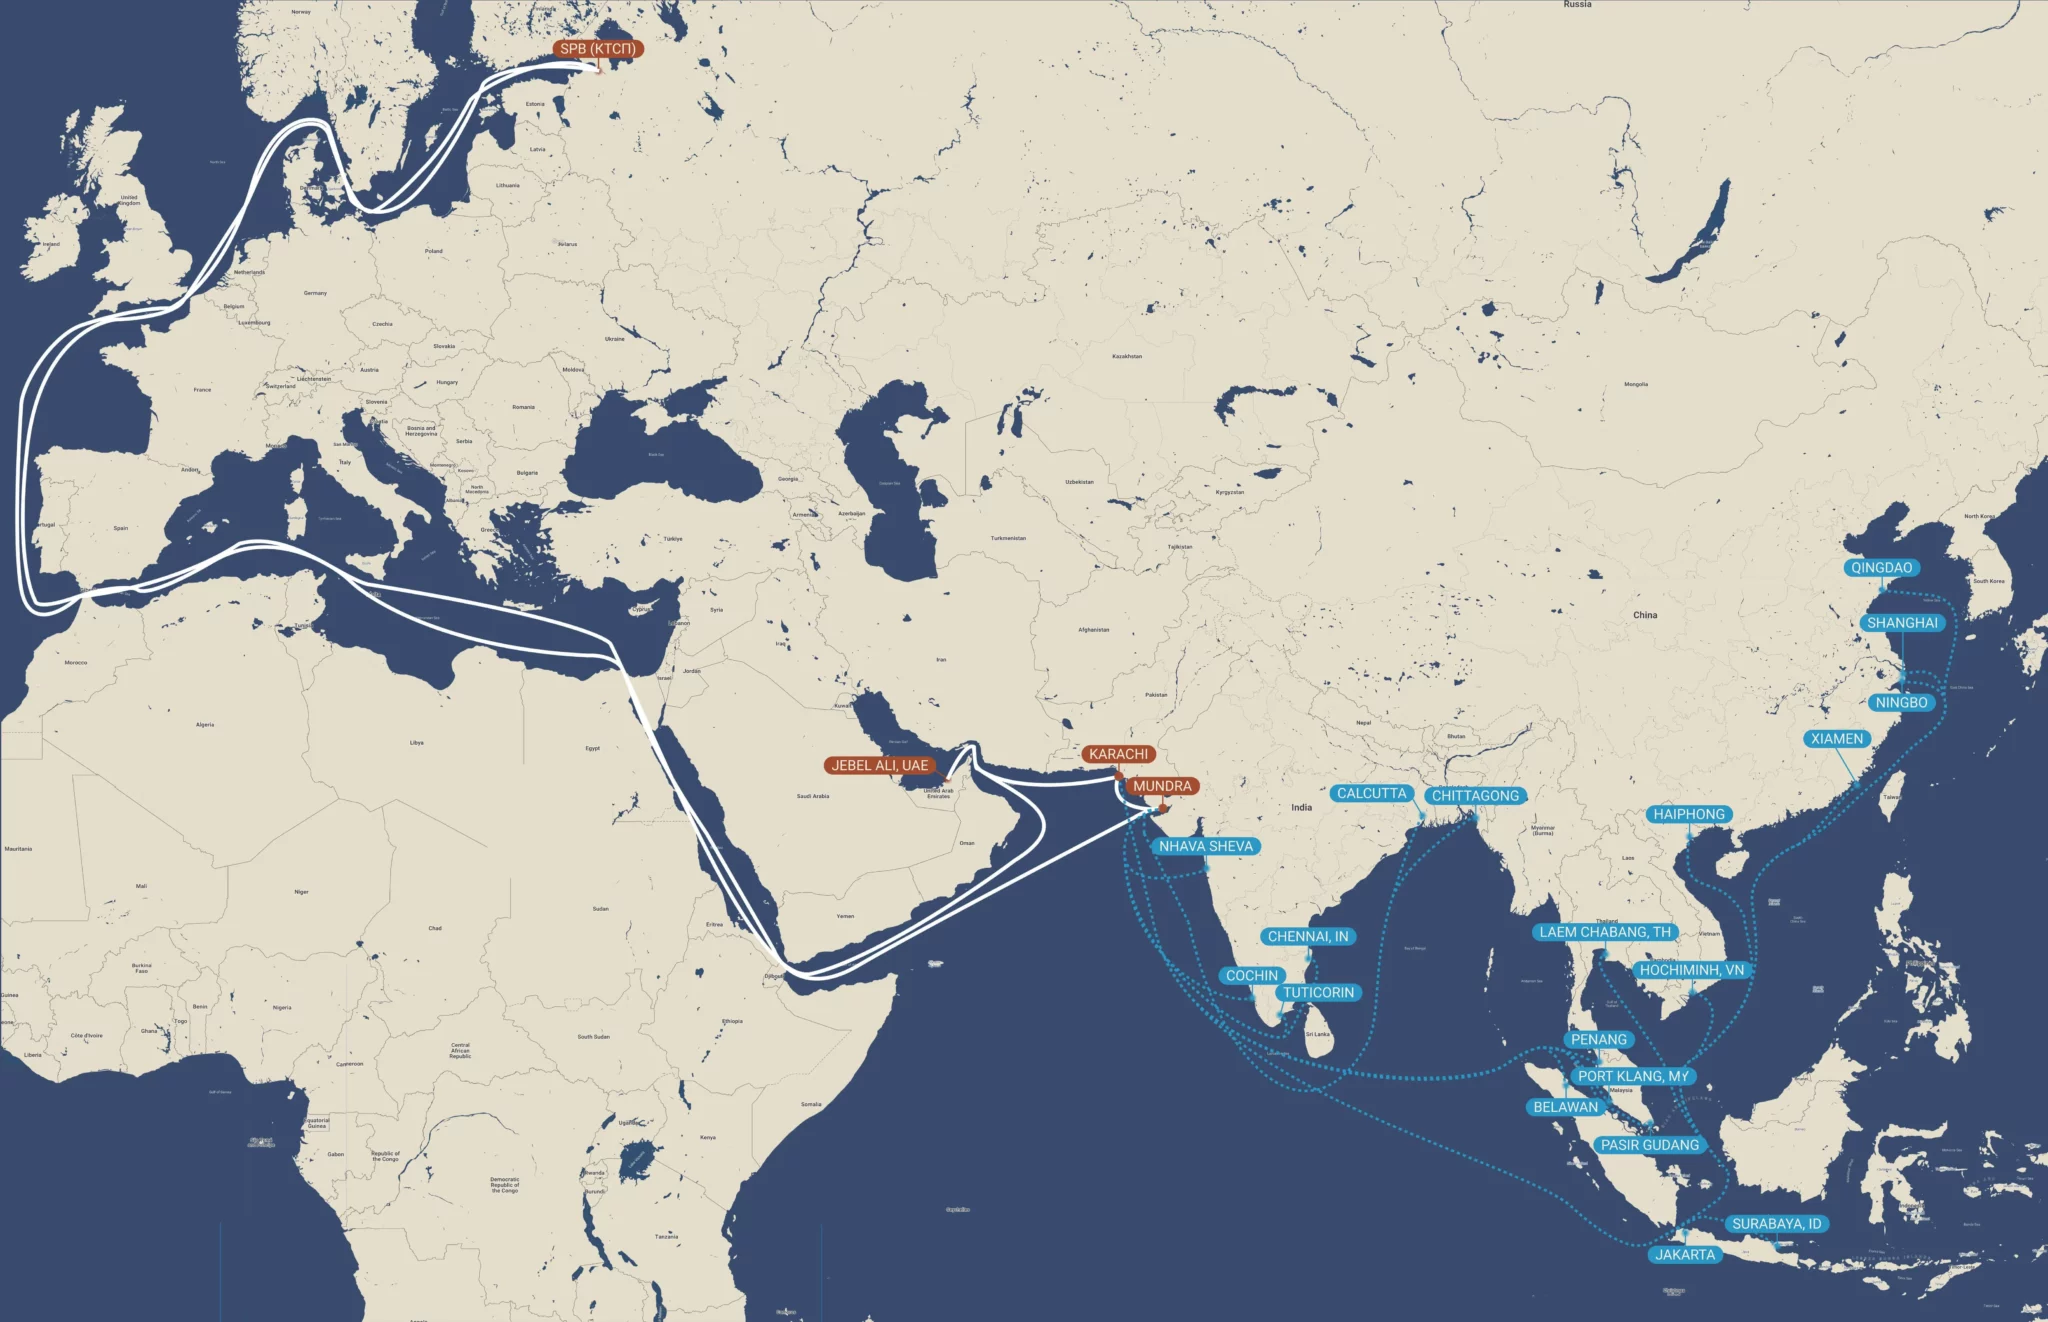 Russia
Norway
SPB (КТСП)
Estonia
Latvia
Lithuania
United
Kingdom
Ireland
Denmark
Belarus
Poland
Netherlands
Germany
Belgium
Luxembourg
Czechia
Ukraine
Slovakia
Kazakhstan
Austria
Moldova
Liechtenstein
Switzerland
Hungary
Mongolia
France
Slovenia
Romania
Bosnia and
Herzegovina
Serbia
Italy
Black Sea
Bulgaria
Georgia
Uzbekistan
Kyrgyzstan
North
Macedonia
Azerbaijan
Armenia
North Korea
Spain
Greece
Türkiye
Turkmenistan
Tajikistan
QINGDAO
South Korea
Cyprus
Syria
China
SHANGHAI
Lebanon
Tunisia
Afghanistan
Iraq
Iran
Morocco
Israel
Jordan
Pakistan
NINGBO
Kuwait
Algeria
Nepal
Bhutan
XIAMEN
Libya
Egypt
KARACHI
JEBEL ALI, UAE
MUNDRA
United Arab
Emirates
Saudi Arabia
CALCUTTA
CHITTAGONG
Taiwan
India
HAIPHONG
Myanmar
(Burma)
Oman
NHAVA SHEVA
Mauritania
Laos
Mali
Niger
Sudan
Yemen
Thailand
Eritrea
Chad
CHENNAI, IN
LAEM CHABANG, TH
Vietnam
Burkina
Faso
Djibouti
COCHIN
HOCHIMINH, VN
TUTICORIN
Guinea
Benin
Nigeria
Togo
Ghana
Ethiopia
Côte d'Ivoire
South Sudan
Sri Lanka
Liberia
Central
African
Republic
PENANG
Cameroon
PORT KLANG, MY
Malaysia
Somalia
BELAWAN
Equatorial
Guinea
Uganda
Kenya
PASIR GUDANG
Gabon
Republic of
the Congo
Rwanda
Democratic
Republic of
the Congo
Burundi
Seychelles
SURABAYA, ID
Tanzania
JAKARTA